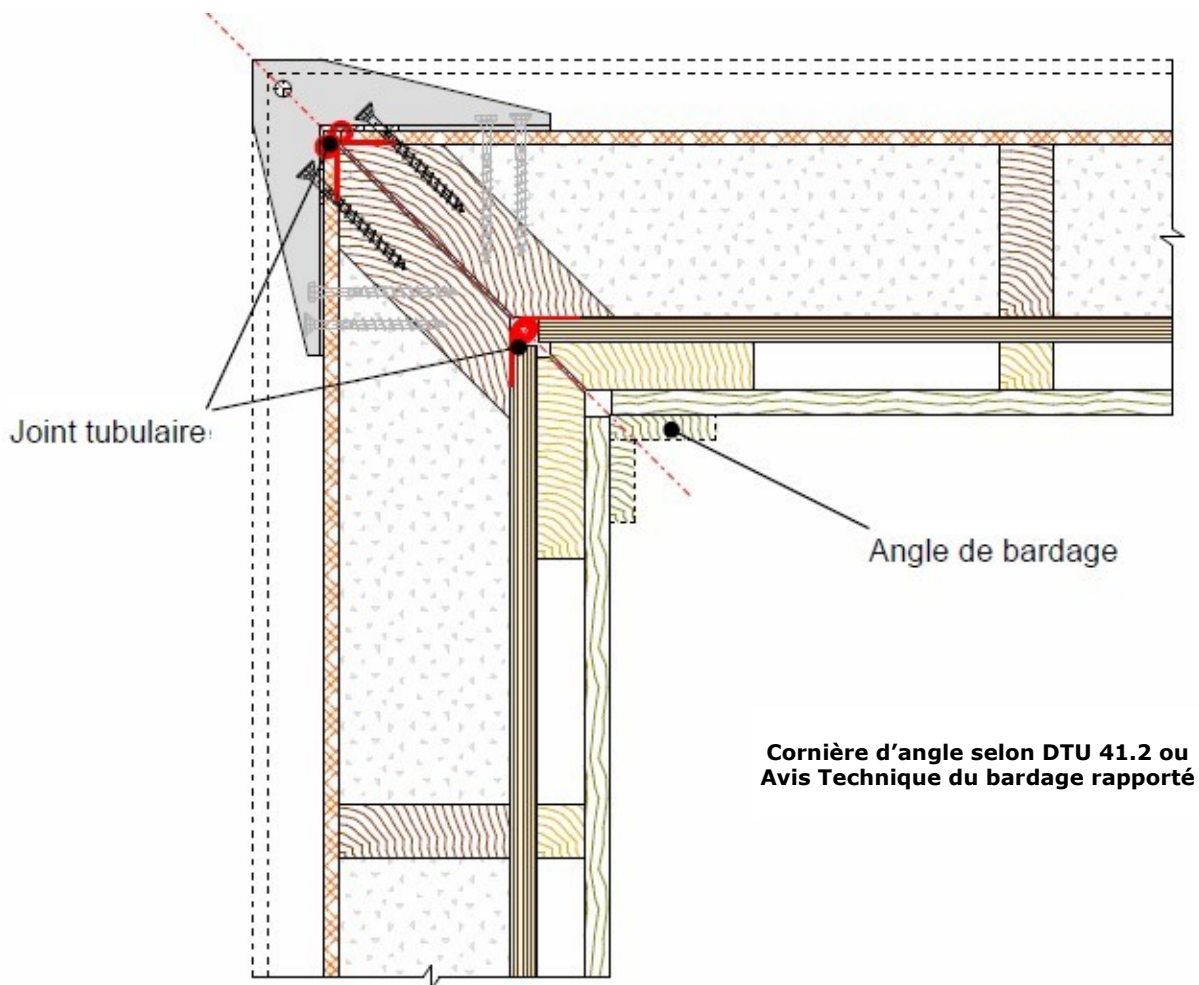 Joint tubulaire
Angle de bardage
Cornière d’angle selon DTU 41.2 ou
Avis Technique du bardage rapporté